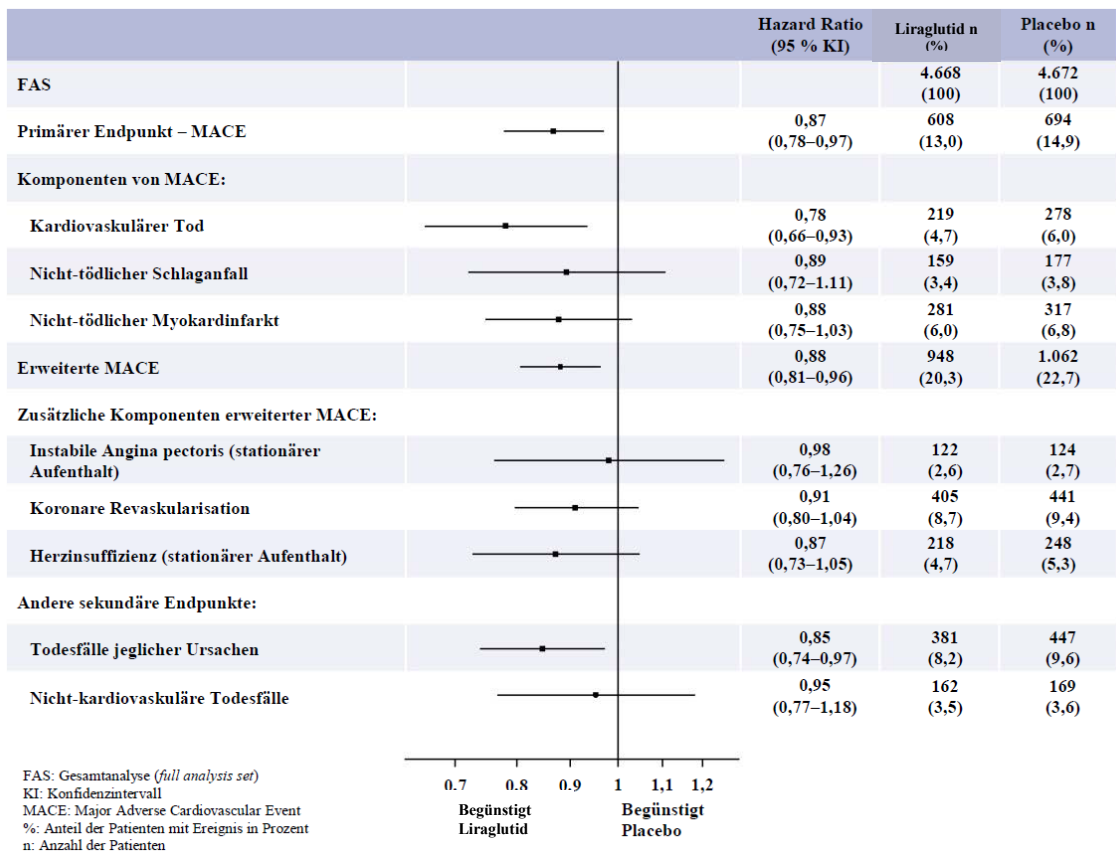 Hazard Ratio Liraglutid n Placebo n
(95 % KI) (%) (%)
FAS 4.668 4.672
(100) (100)
Primärer Endpunkt – MACE 0,87 608 694
(0,78–0,97) (13,0) (14,9)
Komponenten von MACE:
Kardiovaskulärer Tod 0,78 219 278
(0,66–0,93) (4,7) (6,0)
Nicht-tödlicher Schlaganfall 0,89 159 177
(0,72–1.11) (3,4) (3,8)
Nicht-tödlicher Myokardinfarkt 0,88 281 317
(0,75–1,03) (6,0) (6,8)
Erweiterte MACE 0,88 948 1.062
(0,81–0,96) (20,3) (22,7)
Zusätzliche Komponenten erweiterter MACE:
Instabile Angina pectoris (stationärer 0,98 122 124
Aufenthalt) (0,76–1,26) (2,6) (2,7)
Koronare Revaskularisation 0,91 405 441
(0,80–1,04) (8,7) (9,4)
Herzinsuffizienz (stationärer Aufenthalt) 0,87 218 248
(0,73–1,05) (4,7) (5,3)
Andere sekundäre Endpunkte:
Todesfälle jeglicher Ursachen 0,85 381 447
(0,74–0,97) (8,2) (9,6)
Nicht-kardiovaskuläre Todesfälle 0,95 162 169
(0,77–1,18) (3,5) (3,6)
0.7 0.8 0.9 1 1,1 1,2
Begünstigt Begünstigt
Liraglutid Placebo
FAS: Gesamtanalyse (full analysis set)
KI: Konfidenzintervall
MACE: Major Adverse Cardiovascular Event
%: Anteil der Patienten mit Ereignis in Prozent
n: Anzahl der Patienten